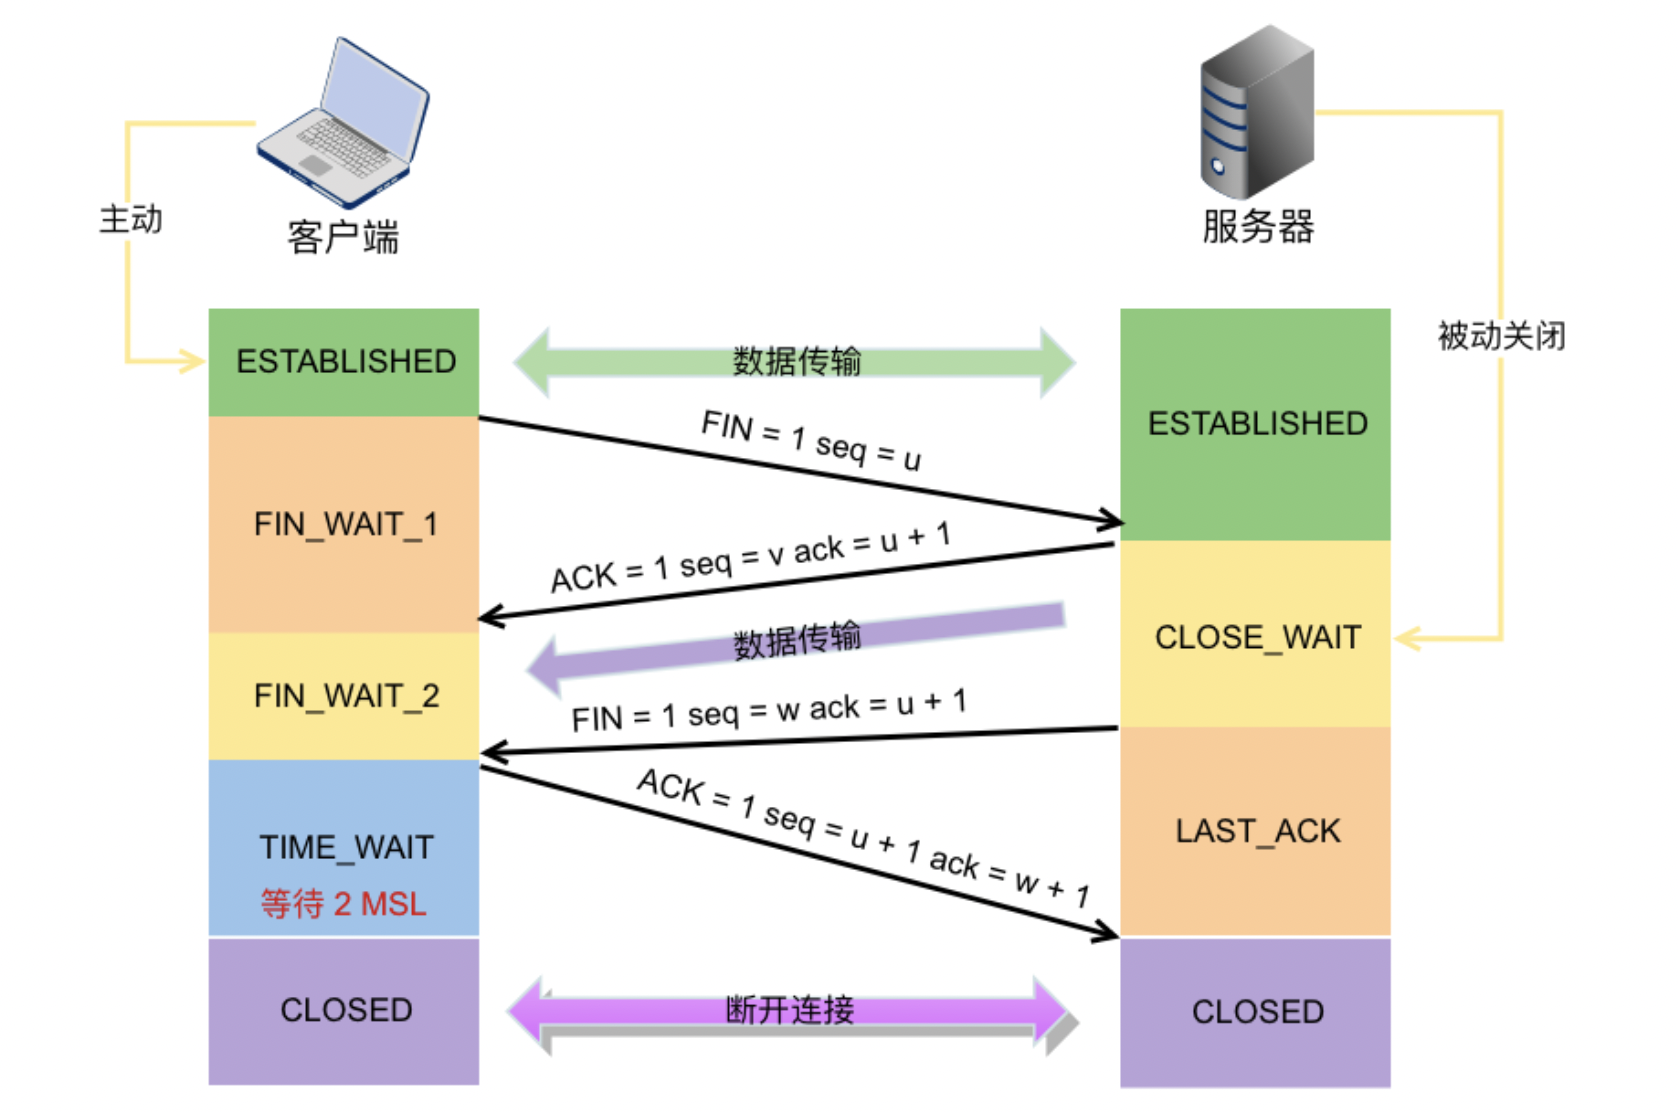 主动
客户端
服务器
被动关闭
ESTABLISHED
数据传输
ESTABLISHED
FIN = 1 seq = u
FIN_WAIT_1
ACK = 1 seq = v ack = u + 1
数据传输
CLOSE_WAIT
FIN_WAIT_2
FIN = 1 seq = w ack = u + 1
ACK = 1 seq = u + 1 ack = w + 1
TIME_WAIT
等待 2 MSL
LAST_ACK
CLOSED
断开连接
CLOSED